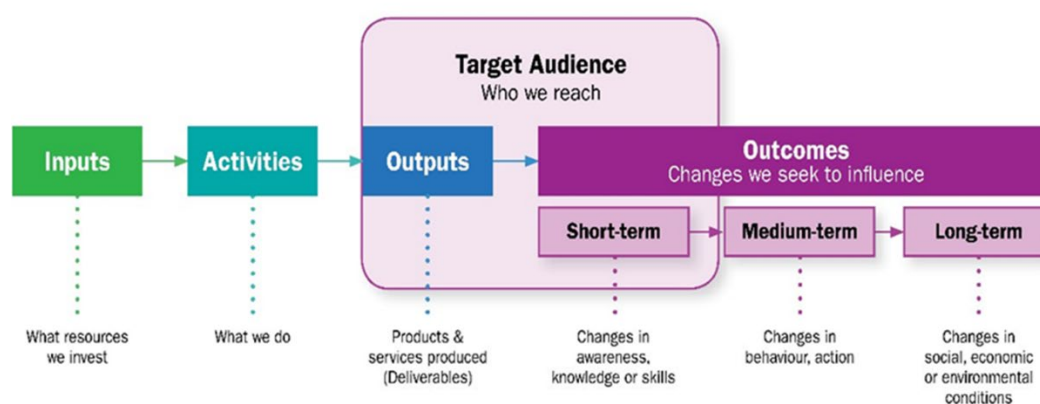 Target Audience
Who we reach
Inputs
Activities
Outputs
Outcomes
Changes we seek to influence
Short-term
Medium-term
Long-term
What resources
we invest
What we do
Products &
services produced
(Deliverables)
Changes in
awareness,
knowledge or skills
Changes in
behaviour, action
Changes in
social, economic
or environmental
conditions